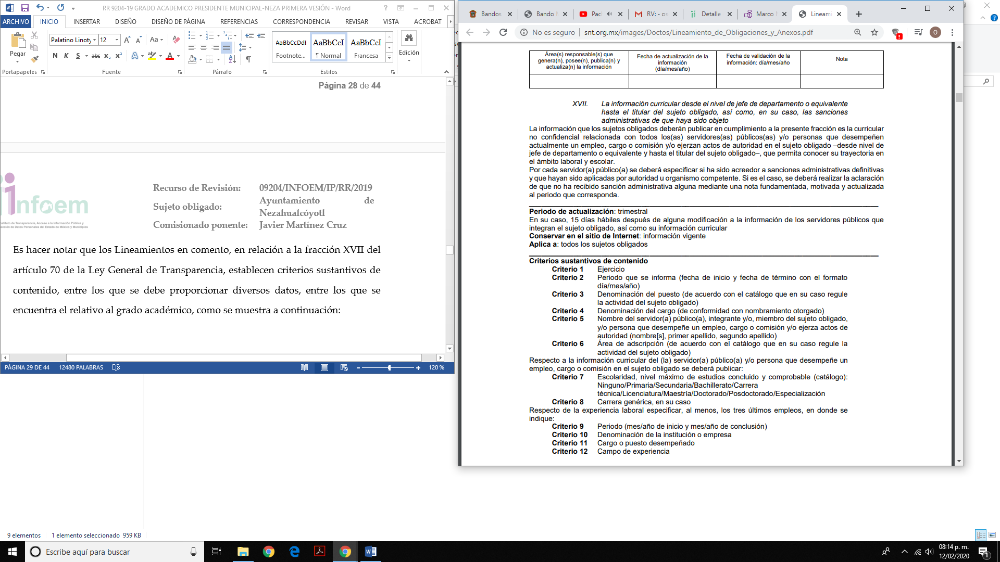 RR 9204-19 GRADO ACADEMICO PRESIDENTE MUNICIPAL-NEZA PRIMERA VESIÓN - Word
ARCHIVO INICIO INSERTAR DISEÑO DISEÑO DE PÁGINA REFERENCIAS CORRESPONDENCIA REVISAR VISTA ACROBAT
Pegar
Palatino Linoty 12
Aa
N K S abc x₂ x²
A
AaBbCcDdE AaBbCcI AaBbCcI
Footnote... ¶ Normal Francesa
Edición
Portapapeles Fuente Párrafo Estilos
Página 28 de 44
infoem
Instituto de Transparencia, Acceso a la Información Pública y
Protección de Datos Personales del Estado de México y Municipios
Recurso de Revisión: 09204/INFOEM/IP/RR/2019
Sujeto obligado: Ayuntamiento de
Nezahualcóyotl
Comisionado ponente: Javier Martínez Cruz
Es hacer notar que los Lineamientos en comento, en relación a la fracción XVII del
artículo 70 de la Ley General de Transparencia, establecen criterios sustantivos de
contenido, entre los que se debe proporcionar diversos datos, entre los que se
encuentra el relativo al grado académico, como se muestra a continuación:
PÁGINA 29 DE 44 12480 PALABRAS 120 %
Bandos
Bando M
Paci
RV: - os
Detalle
Marco N
Lineam
No es seguro | snt.org.mx/images/Doctos/Lineamiento_de_Obligaciones_y_Anexos.pdf
O
Área(s) responsable(s) que
genera(n), posee(n), publica(n) y
actualiza(n) la información
Fecha de actualización de la
información
(día/mes/año)
Fecha de validación de la
información: día/mes/año
Nota
XVII. La información curricular desde el nivel de jefe de departamento o equivalente
hasta el titular del sujeto obligado, así como, en su caso, las sanciones
administrativas de que haya sido objeto
La información que los sujetos obligados deberán publicar en cumplimiento a la presente fracción es la curricular
no confidencial relacionada con todos los(as) servidores(as) públicos(as) y/o personas que desempeñen
actualmente un empleo, cargo o comisión y/o ejerzan actos de autoridad en el sujeto obligado –desde nivel de
jefe de departamento o equivalente y hasta el titular del sujeto obligado–, que permita conocer su trayectoria en
el ámbito laboral y escolar.
Por cada servidor(a) público(a) se deberá especificar si ha sido acreedor a sanciones administrativas definitivas
y que hayan sido aplicadas por autoridad u organismo competente. Si es el caso, se deberá realizar la aclaración
de que no ha recibido sanción administrativa alguna mediante una nota fundamentada, motivada y actualizada
al periodo que corresponda.
Periodo de actualización: trimestral
En su caso, 15 días hábiles después de alguna modificación a la información de los servidores públicos que
integran el sujeto obligado, así como su información curricular
Conservar en el sitio de Internet: información vigente
Aplica a: todos los sujetos obligados
Criterios sustantivos de contenido
Criterio 1 Ejercicio
Criterio 2 Periodo que se informa (fecha de inicio y fecha de término con el formato
día/mes/año)
Criterio 3 Denominación del puesto (de acuerdo con el catálogo que en su caso regule
la actividad del sujeto obligado)
Criterio 4 Denominación del cargo (de conformidad con nombramiento otorgado)
Criterio 5 Nombre del servidor(a) público(a), integrante y/o, miembro del sujeto obligado,
y/o persona que desempeñe un empleo, cargo o comisión y/o ejerza actos de
autoridad (nombre[s], primer apellido, segundo apellido)
Criterio 6 Área de adscripción (de acuerdo con el catálogo que en su caso regule la
actividad del sujeto obligado)
Respecto a la información curricular del (la) servidor(a) público(a) y/o persona que desempeñe un
empleo, cargo o comisión en el sujeto obligado se deberá publicar:
Criterio 7 Escolaridad, nivel máximo de estudios concluido y comprobable (catálogo):
Ninguno/Primaria/Secundaria/Bachillerato/Carrera
técnica/Licenciatura/Maestría/Doctorado/Posdoctorado/Especialización
Criterio 8 Carrera genérica, en su caso
Respecto de la experiencia laboral especificar, al menos, los tres últimos empleos, en donde se
indique:
Criterio 9 Periodo (mes/año de inicio y mes/año de conclusión)
Criterio 10 Denominación de la institución o empresa
Criterio 11 Cargo o puesto desempeñado
Criterio 12 Campo de experiencia
9 elementos 1 elemento seleccionado 959 KB
Escribe aquí para buscar
08:14 p. m.
12/02/2020
1